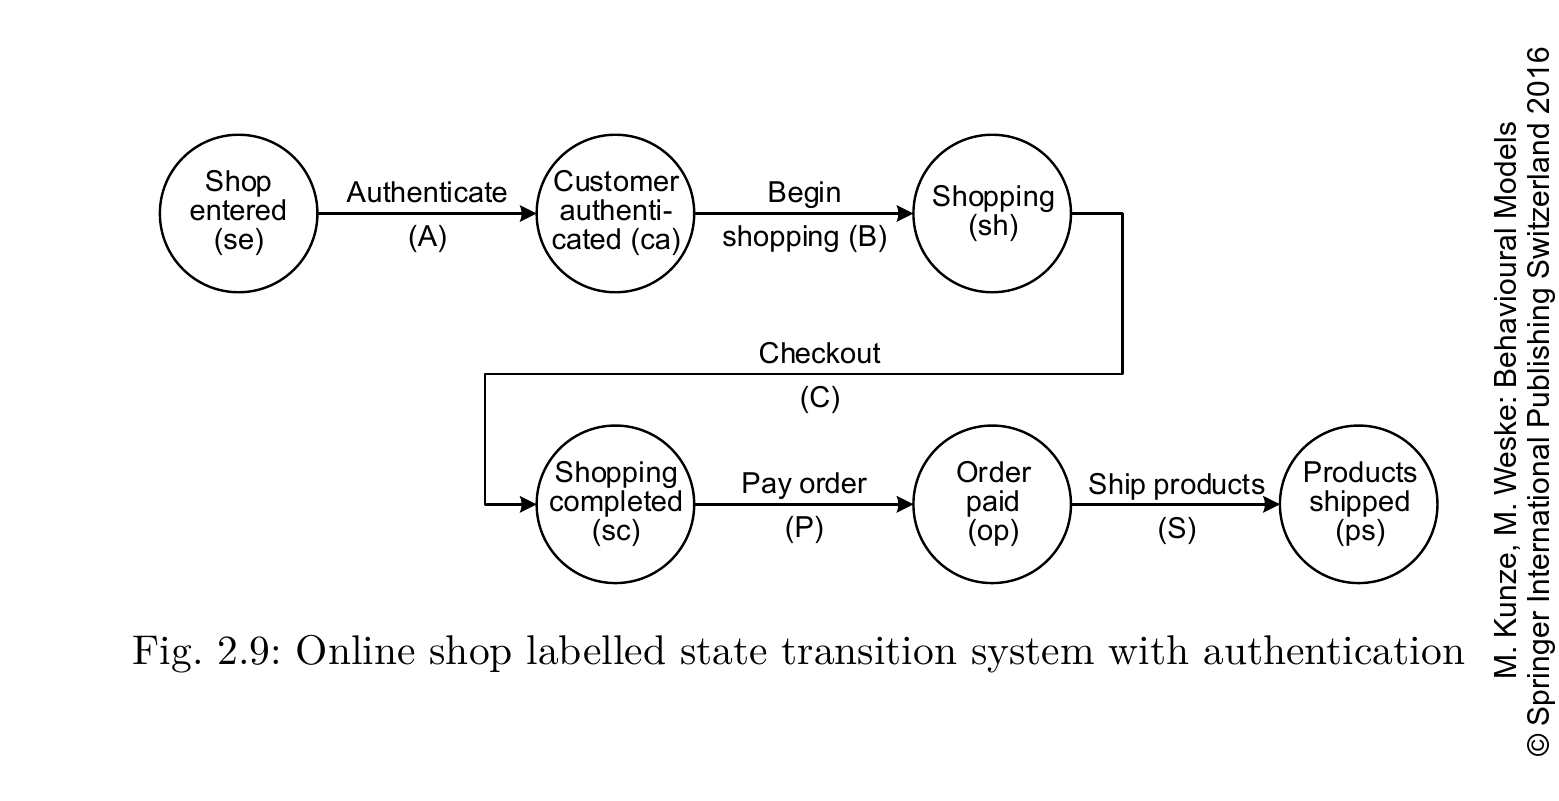 Shop
entered
(se)
Authenticate
(A)
Customer
authenti-
cated (ca)
Begin
shopping (B)
Shopping
(sh)
Checkout
(C)
Shopping
completed
(sc)
Pay order
(P)
Order
paid
(op)
Ship products
(S)
Products
shipped
(ps)
Fig. 2.9: Online shop labelled state transition system with authentication
M. Kunze, M. Weske: Behavioural Models
© Springer International Publishing Switzerland 2016